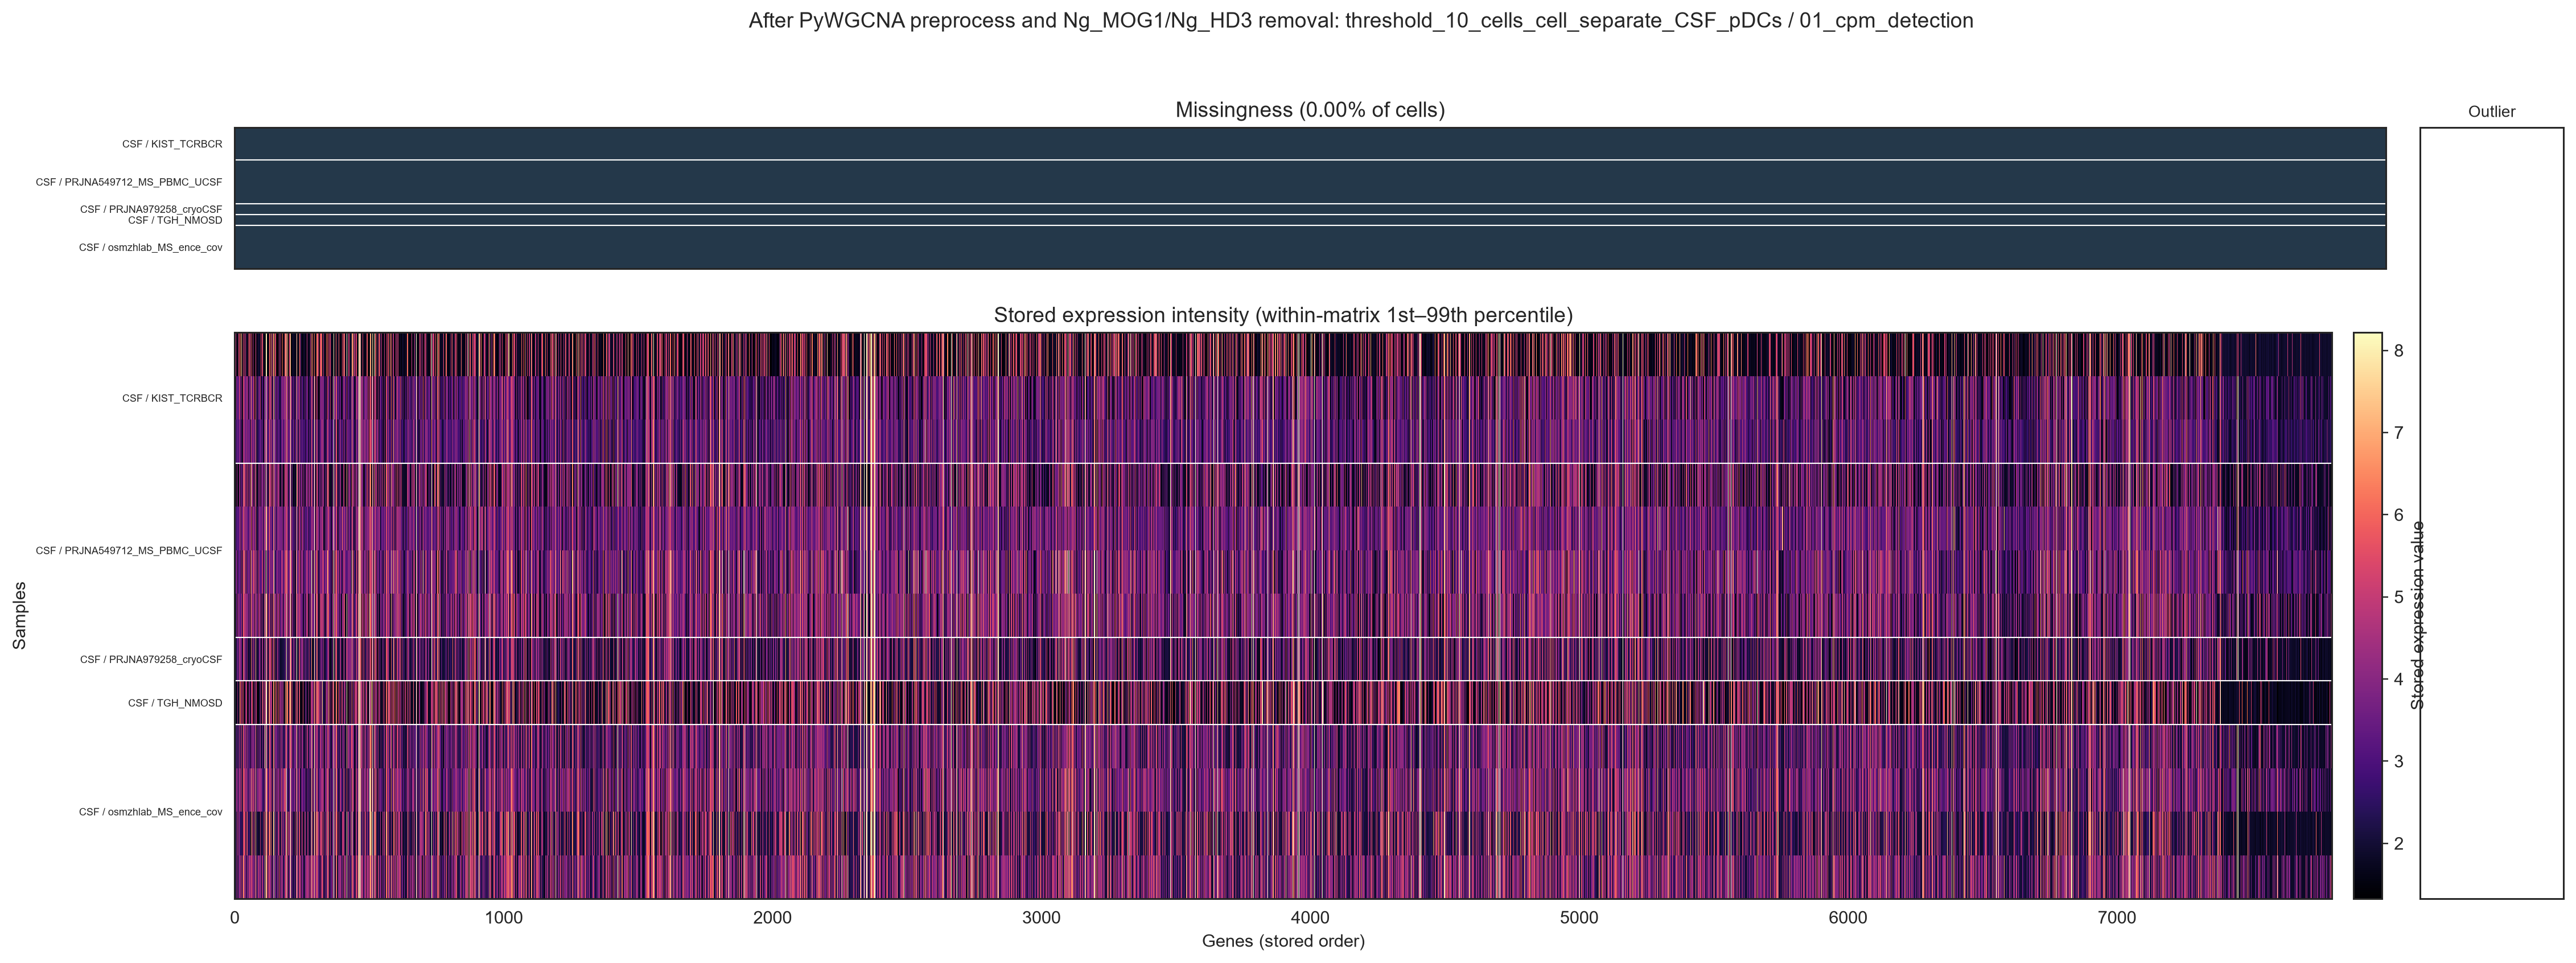 After PyWGCNA preprocess and Ng_MOG1/Ng_HD3 removal: threshold_10_cells_cell_separate_CSF_pDCs / 01_cpm_detection
Missingness (0.00% of cells)
Outlier
CSF / KIST_TCRBCR
CSF / PRJNA549712_MS_PBMC_UCSF
CSF / PRJNA979258_cryoCSF
CSF / TGH_NMOSD
CSF / osmzhlab_MS_ence_cov
Stored expression intensity (within-matrix 1st–99th percentile)
Samples
CSF / KIST_TCRBCR
CSF / PRJNA549712_MS_PBMC_UCSF
CSF / PRJNA979258_cryoCSF
CSF / TGH_NMOSD
CSF / osmzhlab_MS_ence_cov
8
7
6
5
4
3
2
Stored expression value
0 1000 2000 3000 4000 5000 6000 7000
Genes (stored order)